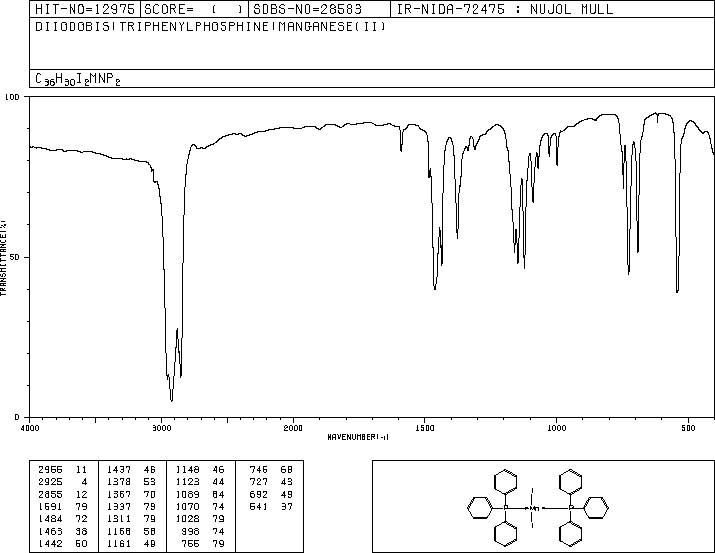 HIT-NO=12975 SCORE= ( ) SDBS-NO=28583 IR-NIDA-72475 : NUJOL MULL
DIIODOBIS(TRIPHENYLPHOSPHINE)MANGANESE(II)
C36H30I2MNP2
100
50
0
TRANSMITTANCE(%)
4000 3000 2000 1500 1000 500
WAVENUMBER(-1)
2956 11 1437 46 1148 46 746 68
2925 4 1378 53 1123 44 727 43
2855 12 1367 70 1089 64 692 49
1591 79 1337 79 1070 74 541 37
1484 72 1311 79 1028 79
1463 38 1168 58 998 74
1442 50 1161 49 755 79
I
P Mn P
I